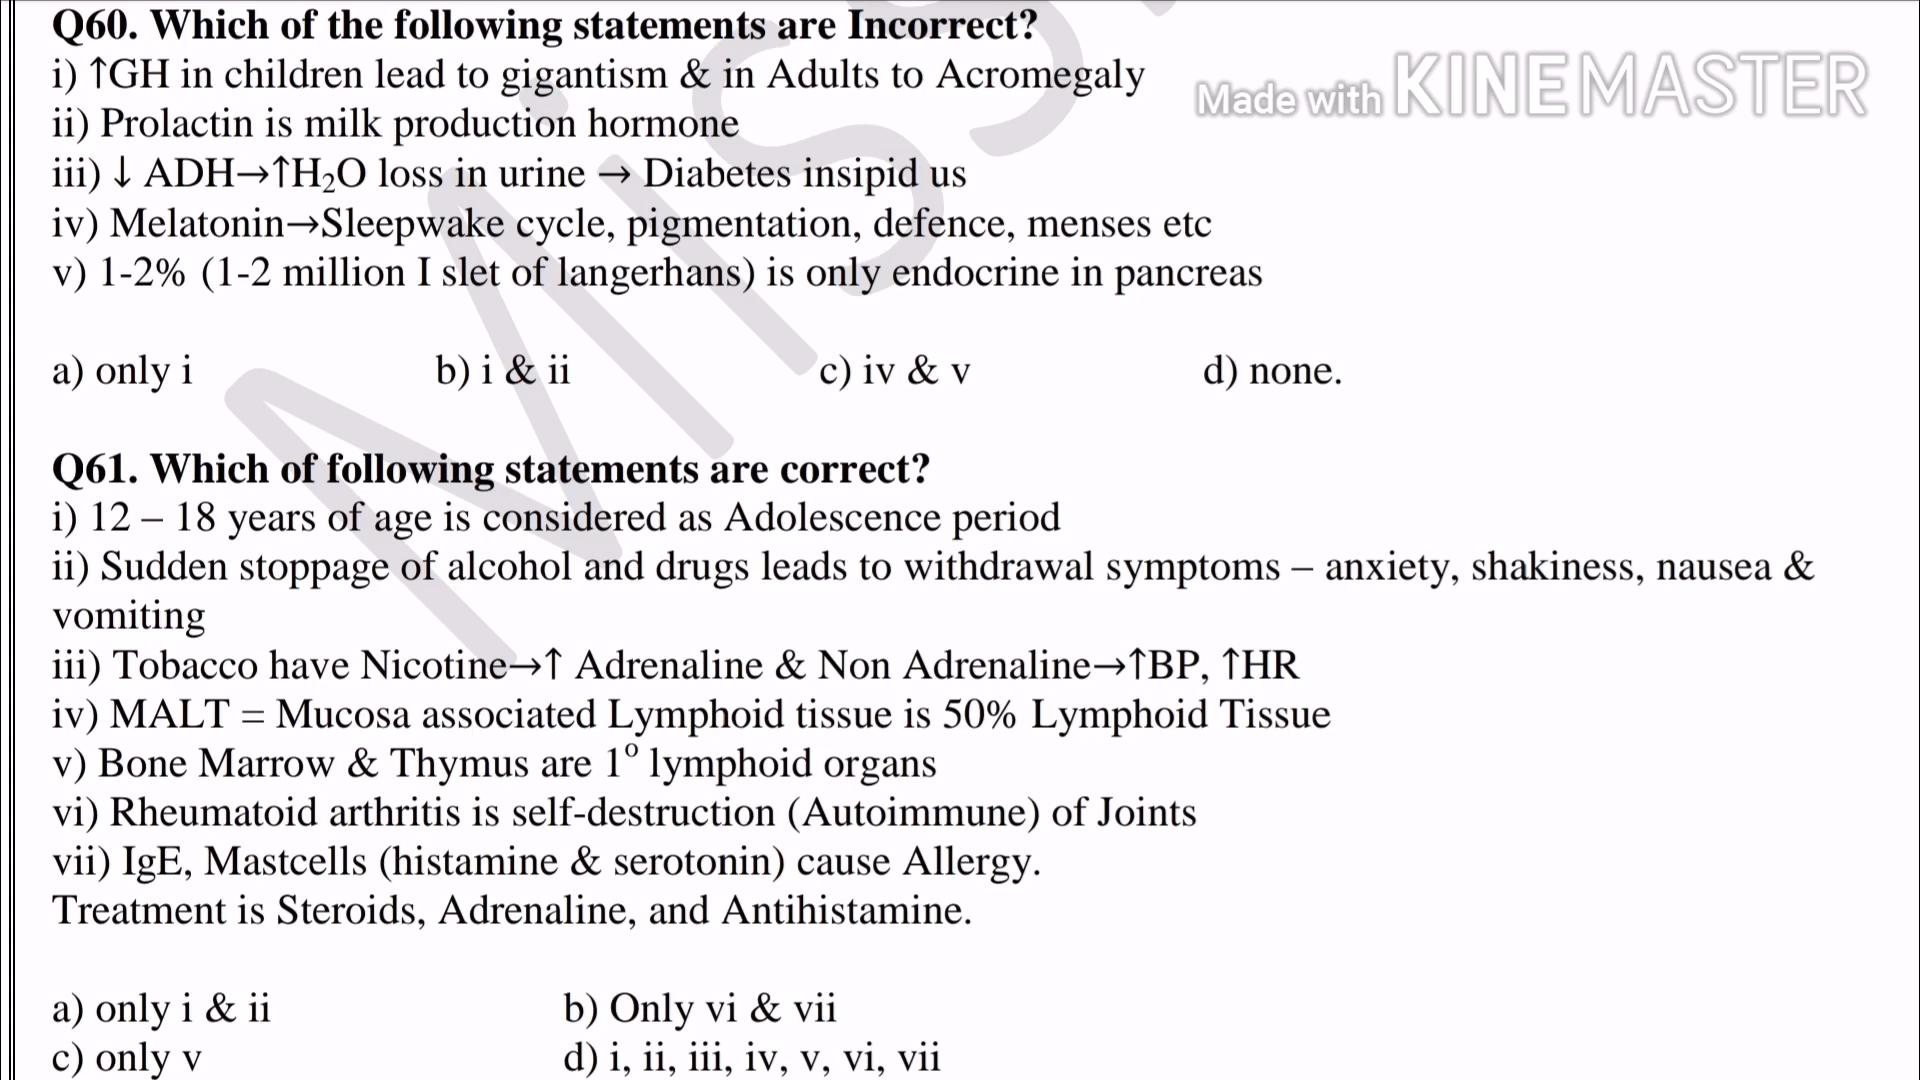 Q60. Which of the following statements are Incorrect?
i) ↑GH in children lead to gigantism & in Adults to Acromegaly
Made with KINEMASTER
ii) Prolactin is milk production hormone
iii) ↓ ADH→↑H₂O loss in urine → Diabetes insipid us
iv) Melatonin→Sleepwake cycle, pigmentation, defence, menses etc
v) 1-2% (1-2 million I slet of langerhans) is only endocrine in pancreas
a) only i b) i & ii c) iv & v d) none.
Q61. Which of following statements are correct?
i) 12 – 18 years of age is considered as Adolescence period
ii) Sudden stoppage of alcohol and drugs leads to withdrawal symptoms – anxiety, shakiness, nausea &
vomiting
iii) Tobacco have Nicotine→↑ Adrenaline & Non Adrenaline→↑BP, ↑HR
iv) MALT = Mucosa associated Lymphoid tissue is 50% Lymphoid Tissue
v) Bone Marrow & Thymus are 1° lymphoid organs
vi) Rheumatoid arthritis is self-destruction (Autoimmune) of Joints
vii) IgE, Mastcells (histamine & serotonin) cause Allergy.
Treatment is Steroids, Adrenaline, and Antihistamine.
a) only i & ii b) Only vi & vii
c) only v d) i, ii, iii, iv, v, vi, vii